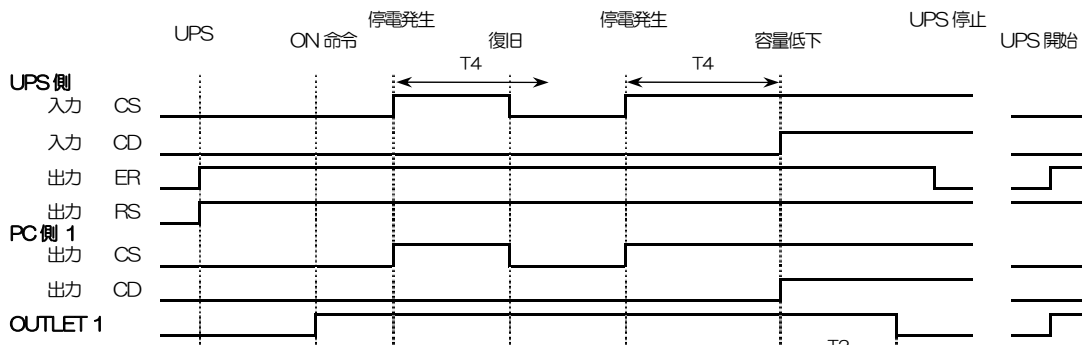 UPS
ON 命令
停電発生
復旧
停電発生
容量低下
UPS 停止
UPS 開始
T4
T4
UPS 側
入力 CS
入力 CD
出力 ER
出力 RS
PC 側 1
出力 CS
出力 CD
OUTLET 1